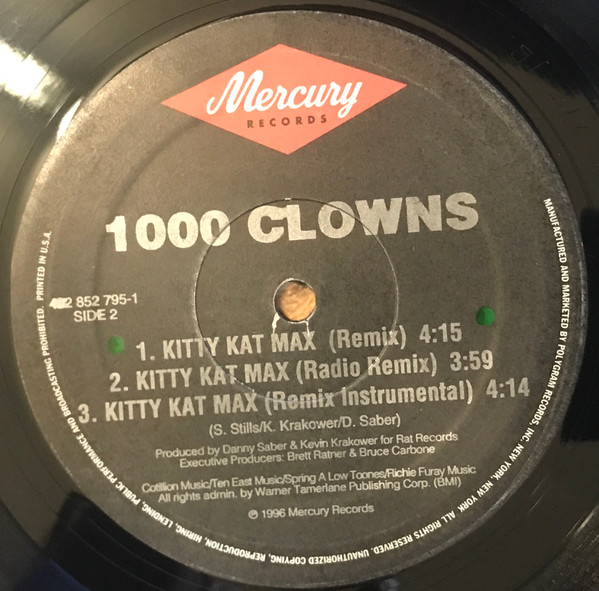 Mercury
RECORDS
1000 CLOWNS
422 852 795-1
SIDE 2
1. KITTY KAT MAX (Remix) 4:15
2. KITTY KAT MAX (Radio Remix) 3:59
3. KITTY KAT MAX (Remix Instrumental) 4:14
(S. Stills/K. Krakower/D. Saber)
Produced by Danny Saber & Kevin Krakower for Rat Records
Executive Producers: Brett Ratner & Bruce Carbone
Cotillion Music/Ten East Music/Spring A Low Toones/Richie Furay Music
All rights admin. by Warner Tamerlane Publishing Corp. (BMI)
℗ 1996 Mercury Records
MANUFACTURED AND MARKETED BY POLYGRAM RECORDS, INC. NEW YORK, NEW YORK ALL RIGHTS RESERVED. UNAUTHORIZED COPYING, REPRODUCTION, HIRING, LENDING, PUBLIC PERFORMANCE AND BROADCASTING PROHIBITED. PRINTED IN U.S.A.